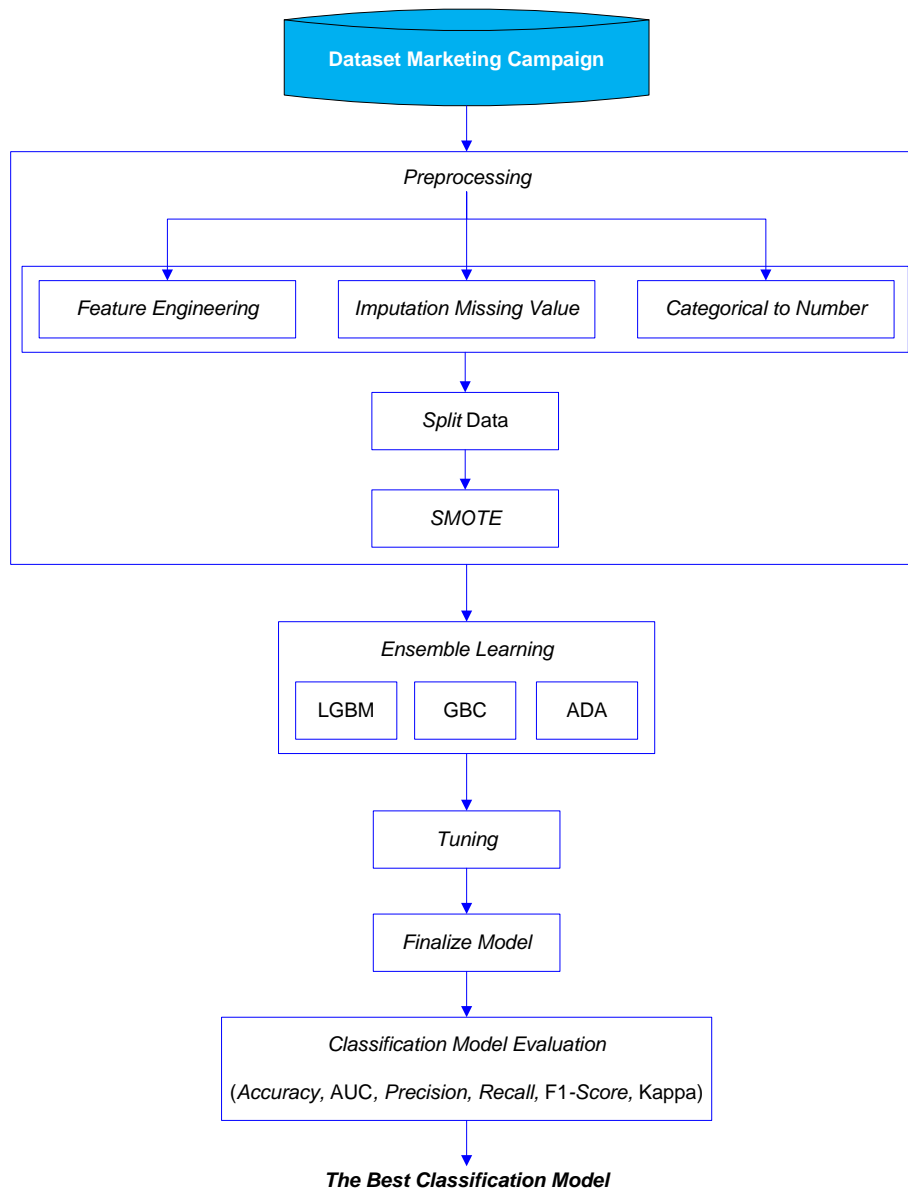 Dataset Marketing Campaign
Preprocessing
Feature Engineering
Imputation Missing Value
Categorical to Number
Split Data
SMOTE
Ensemble Learning
LGBM
GBC
ADA
Tuning
Finalize Model
Classification Model Evaluation
(Accuracy, AUC, Precision, Recall, F1-Score, Kappa)
The Best Classification Model